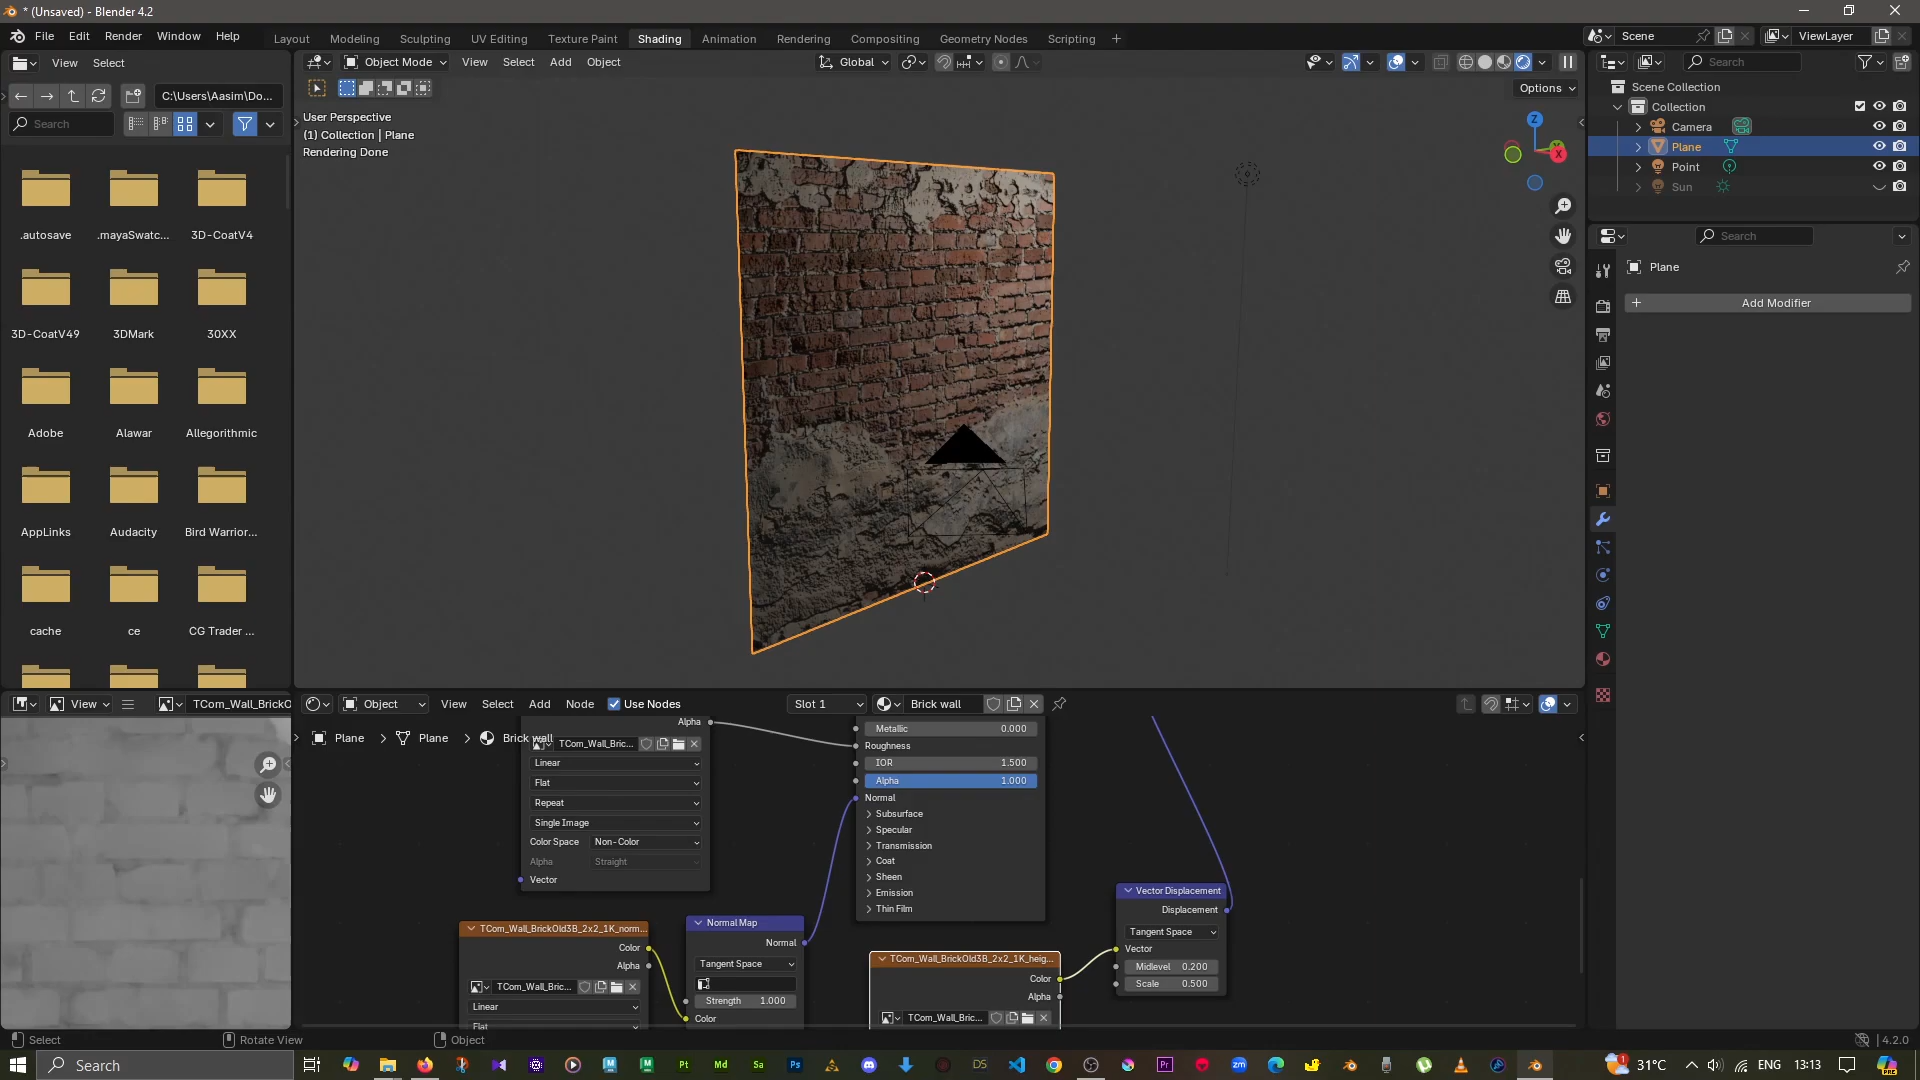 * (Unsaved) - Blender 4.2
File Edit Render Window Help
Layout Modeling Sculpting UV Editing Texture Paint Shading Animation Rendering Compositing Geometry Nodes Scripting +
Scene
ViewLayer
View Select
Object Mode View Select Add Object
Global
Search
C:\Users\Aasim\Do...
Options
Search
User Perspective
(1) Collection | Plane
Rendering Done
Z
X
Scene Collection
Collection
Camera
Plane
Point
Sun
Search
Plane
+ Add Modifier
.autosave .mayaSwatc... 3D-CoatV4
3D-CoatV49 3DMark 30XX
Adobe Alawar Allegorithmic
AppLinks Audacity Bird Warrior...
cache ce CG Trader ...
View TCom_Wall_BrickO
Object View Select Add Node Use Nodes Slot 1 Brick wall
Plane > Plane > Brick wall
Alpha
TCom_Wall_Bric...
Linear
Flat
Repeat
Single Image
Color Space Non-Color
Alpha Straight
Vector
Metallic 0.000
Roughness
IOR 1.500
Alpha 1.000
Normal
Subsurface
Specular
Transmission
Coat
Sheen
Emission
Thin Film
TCom_Wall_BrickOld3B_2x2_1K_norm...
Color
Alpha
TCom_Wall_Bric...
Linear
Flat
Normal Map
Normal
Tangent Space
Strength 1.000
Color
TCom_Wall_BrickOld3B_2x2_1K_heig...
Color
Alpha
TCom_Wall_Bric...
Vector Displacement
Displacement
Tangent Space
Vector
Midlevel 0.200
Scale 0.500
Select Rotate View Object
4.2.0
Search
Pt Md Sa Ps DS Pr zm
31°C ENG 13:13